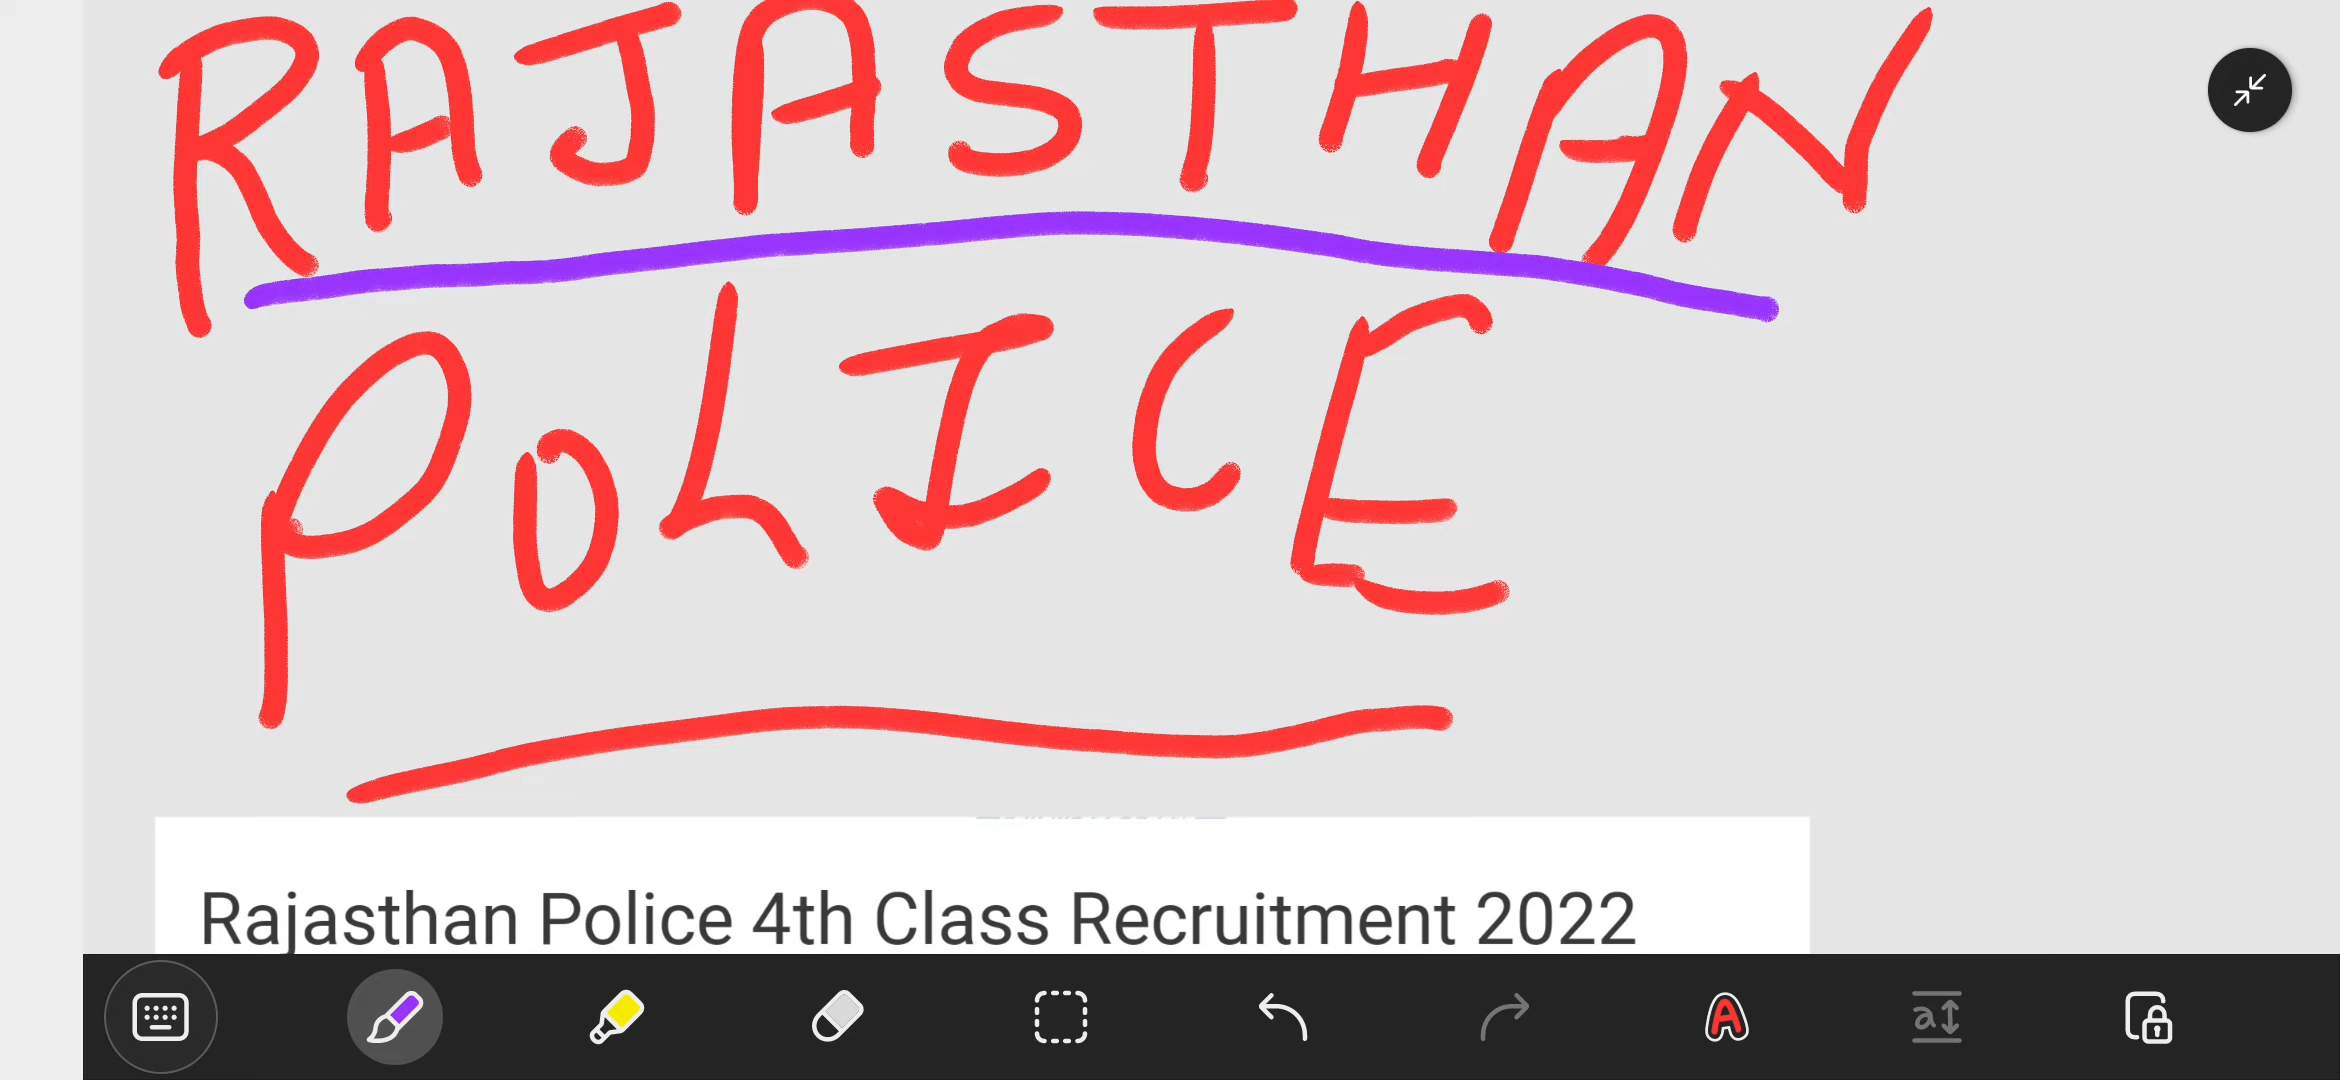 RAJASTHAN
POLICE
Rajasthan Police 4th Class Recruitment 2022